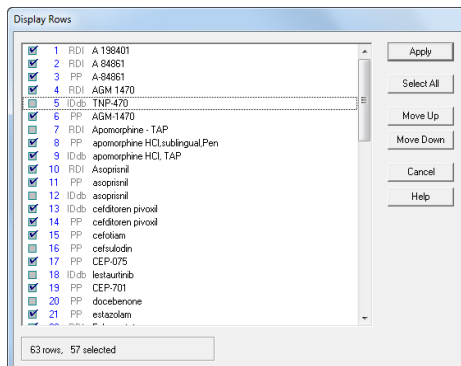 Display Rows
1 RDI A 198401
2 RDI A 84861
3 PP A-84861
4 RDI AGM 1470
5 IDdb TNP-470
6 PP AGM-1470
7 RDI Apomorphine - TAP
8 PP apomorphine HCl,sublingual,Pen
9 IDdb apomorphine HCl, TAP
10 RDI Asoprisnil
11 PP asoprisnil
12 IDdb asoprisnil
13 IDdb cefditoren pivoxil
14 PP cefditoren pivoxil
15 PP cefotiam
16 PP cefsulodin
17 PP CEP-075
18 IDdb lestaurtinib
19 PP CEP-701
20 PP docebenone
21 PP estazolam
Apply
Select All
Move Up
Move Down
Cancel
Help
63 rows, 57 selected